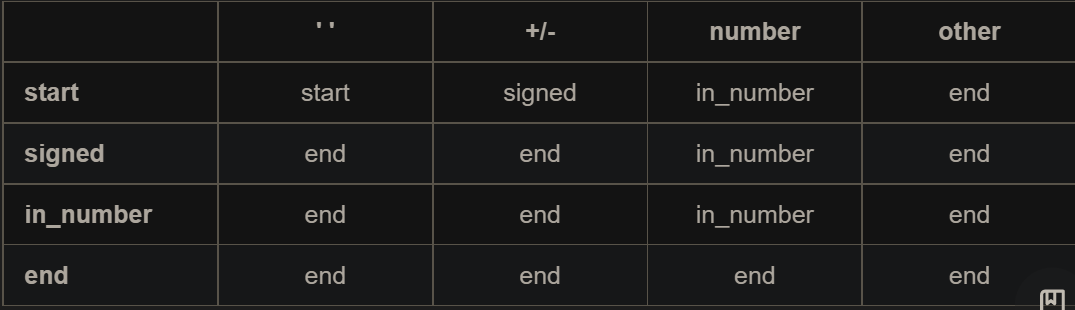 ' ' +/- number other
start start signed in_number end
signed end end in_number end
in_number end end in_number end
end end end end end